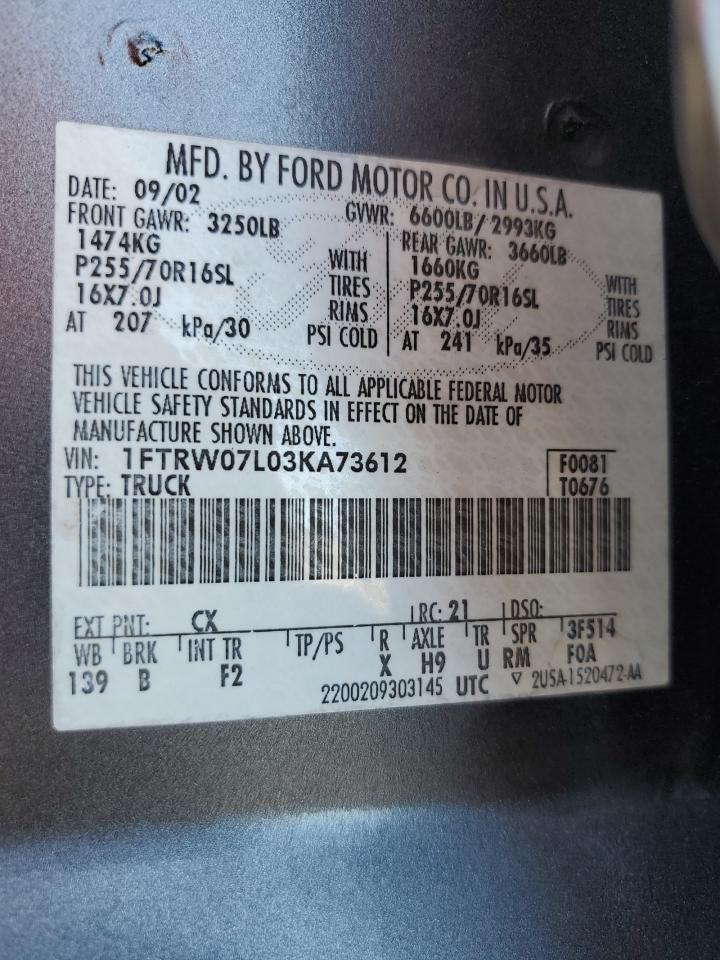 MFD. BY FORD MOTOR CO. IN U.S.A.
DATE: 09/02 GVWR: 6600LB/ 2993KG
FRONT GAWR: 3250LB REAR GAWR: 3660LB
1474KG WITH 1660KG WITH
P255/70R16SL TIRES P255/70R16SL TIRES
16X7.0J RIMS 16X7.0J RIMS
AT 207 kPa/30 PSI COLD AT 241 kPa/35 PSI COLD
THIS VEHICLE CONFORMS TO ALL APPLICABLE FEDERAL MOTOR
VEHICLE SAFETY STANDARDS IN EFFECT ON THE DATE OF
MANUFACTURE SHOWN ABOVE.
VIN: 1FTRW07L03KA73612 F0081
TYPE: TRUCK T0676
EXT PNT: CX RC: 21 DSO:
WB BRK INT TR TP/PS R AXLE TR SPR 3F514
139 B F2 X H9 U RM F0A
2200209303145 UTC ▽ 2USA-1520472-AA